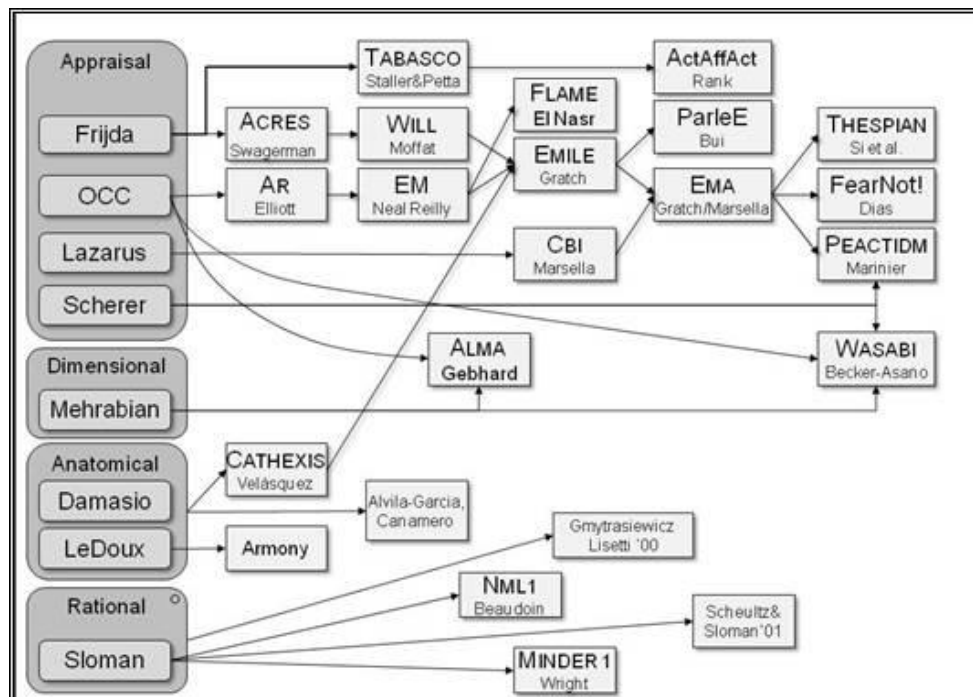 Appraisal
Frijda
OCC
Lazarus
Scherer
TABASCO
Staller&Petta
ActAffAct
Rank
FLAME
El Nasr
ACRES
Swagerman
WILL
Moffat
EMILE
Gratch
ParleE
Bui
THESPIAN
Si et al.
AR
Elliott
EM
Neal Reilly
EMA
Gratch/Marsella
FearNot!
Dias
CBI
Marsella
PEACTIDM
Marinier
ALMA
Gebhard
WASABI
Becker-Asano
Dimensional
Mehrabian
Anatomical
Damasio
LeDoux
CATHEXIS
Velásquez
Alvila-Garcia,
Canamero
Armony
Gmytrasiewicz
Lisetti '00
Rational
Sloman
NML1
Beaudoin
Scheultz&
Sloman'01
MINDER1
Wright